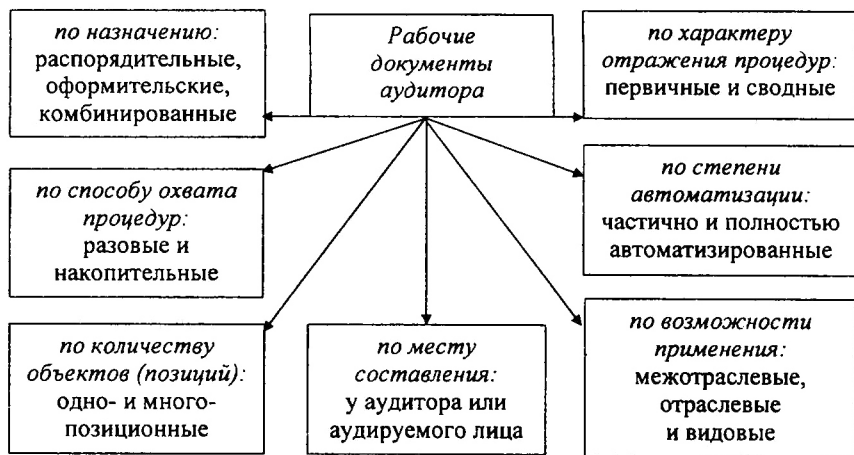 по назначению:
распорядительные,
оформительские,
комбинированные
Рабочие
документы
аудитора
по характеру
отражения процедур:
первичные и сводные
по способу охвата
процедур:
разовые и
накопительные
по степени
автоматизации:
частично и полностью
автоматизированные
по количеству
объектов (позиций):
одно- и много-
позиционные
по месту
составления:
у аудитора или
аудируемого лица
по возможности
применения:
межотраслевые,
отраслевые
и видовые